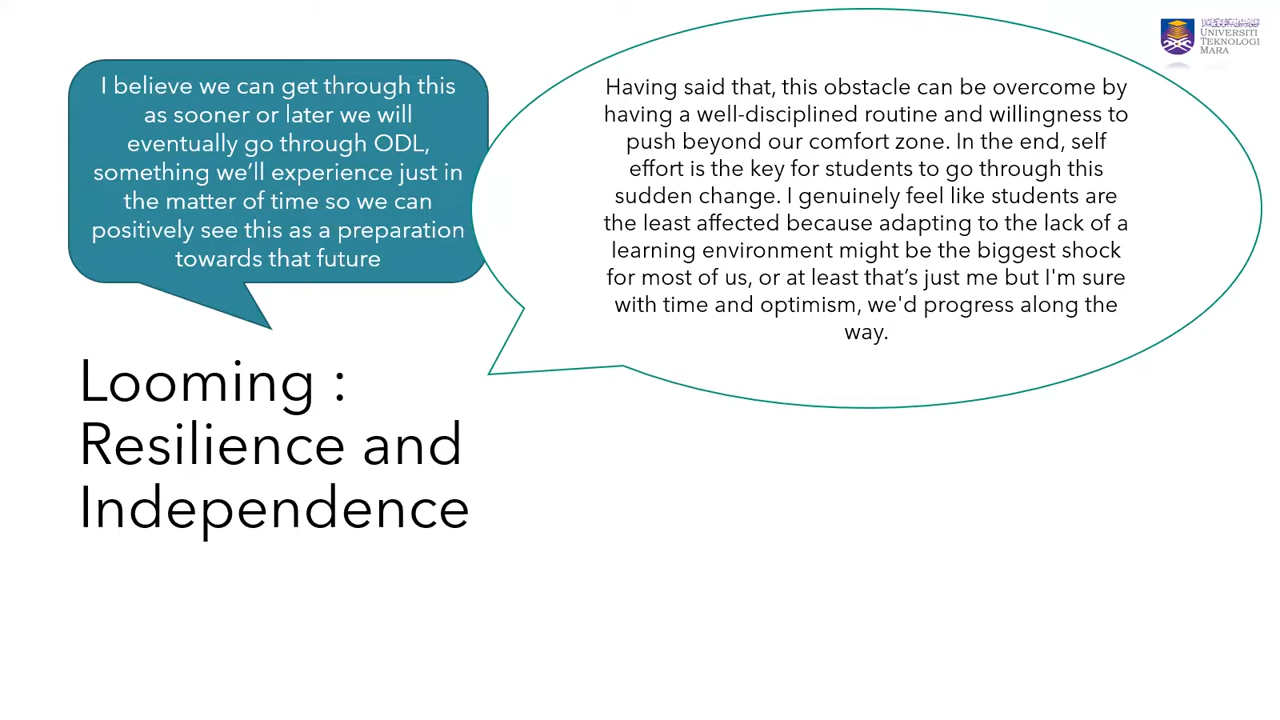 I believe we can get through this
as sooner or later we will
eventually go through ODL,
something we’ll experience just in
the matter of time so we can
positively see this as a preparation
towards that future
Having said that, this obstacle can be overcome by
having a well-disciplined routine and willingness to
push beyond our comfort zone. In the end, self
effort is the key for students to go through this
sudden change. I genuinely feel like students are
the least affected because adapting to the lack of a
learning environment might be the biggest shock
for most of us, or at least that’s just me but I'm sure
with time and optimism, we'd progress along the
way.
UNIVERSITI
TEKNOLOGI
MARA
Looming :
Resilience and
Independence